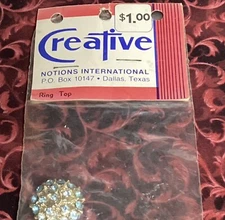 $1.00
Creative
NOTIONS INTERNATIONAL
P.O. Box 10147 • Dallas, Texas
Ring Top